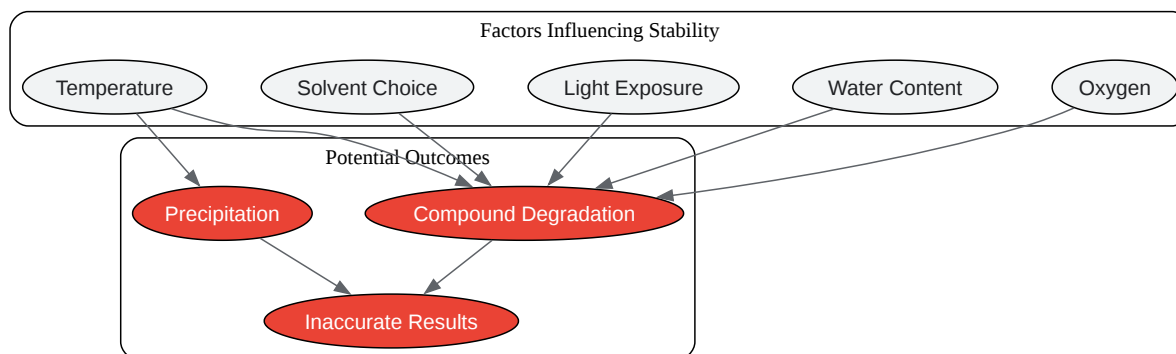 Factors Influencing Stability
Temperature
Solvent Choice
Light Exposure
Water Content
Oxygen
Potential Outcomes
Precipitation
Compound Degradation
Inaccurate Results